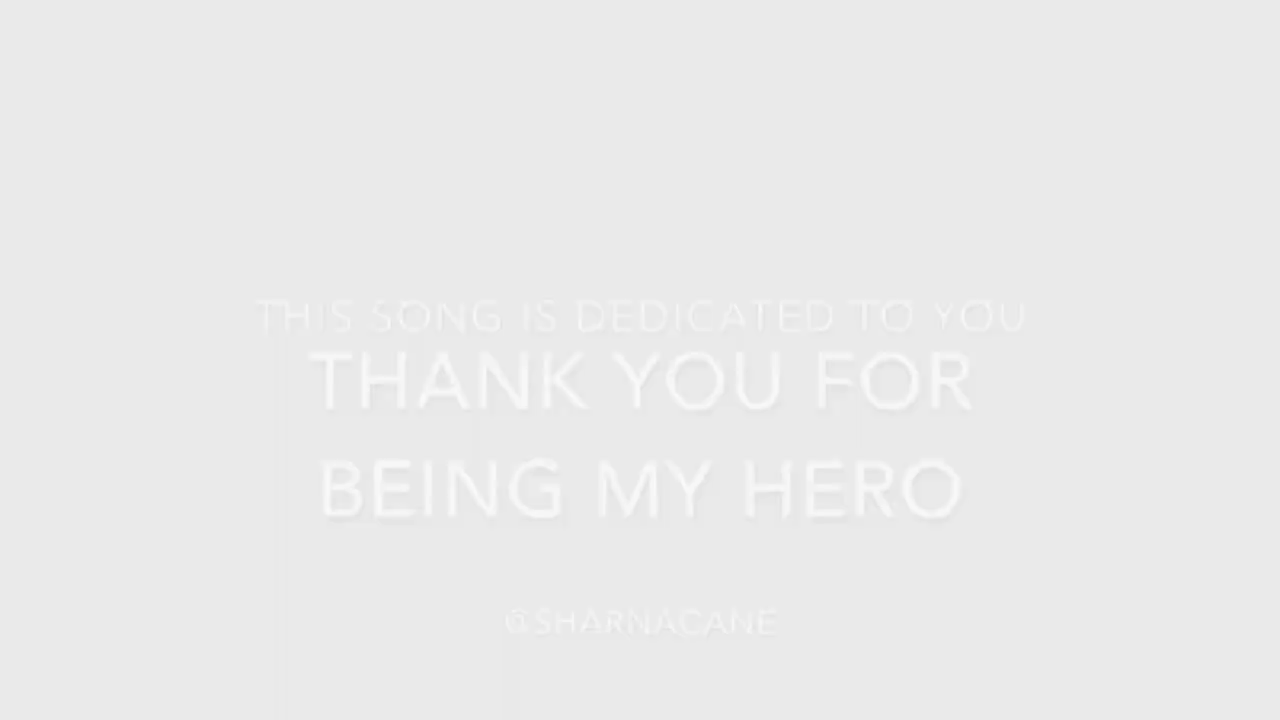 THIS SONG IS DEDICATED TO YOU
THANK YOU FOR
BEING MY HERO
@SHARNACANE